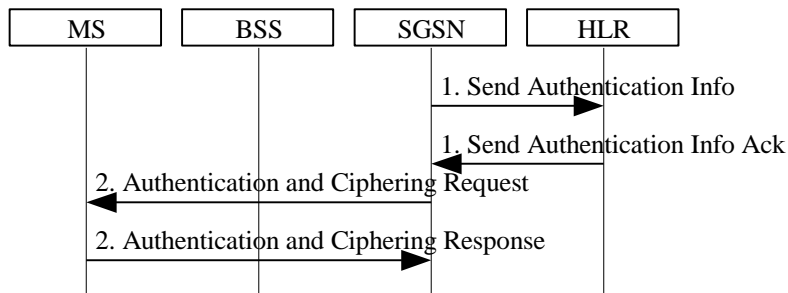 MS BSS SGSN HLR
1. Send Authentication Info
1. Send Authentication Info Ack
2. Authentication and Ciphering Request
2. Authentication and Ciphering Response